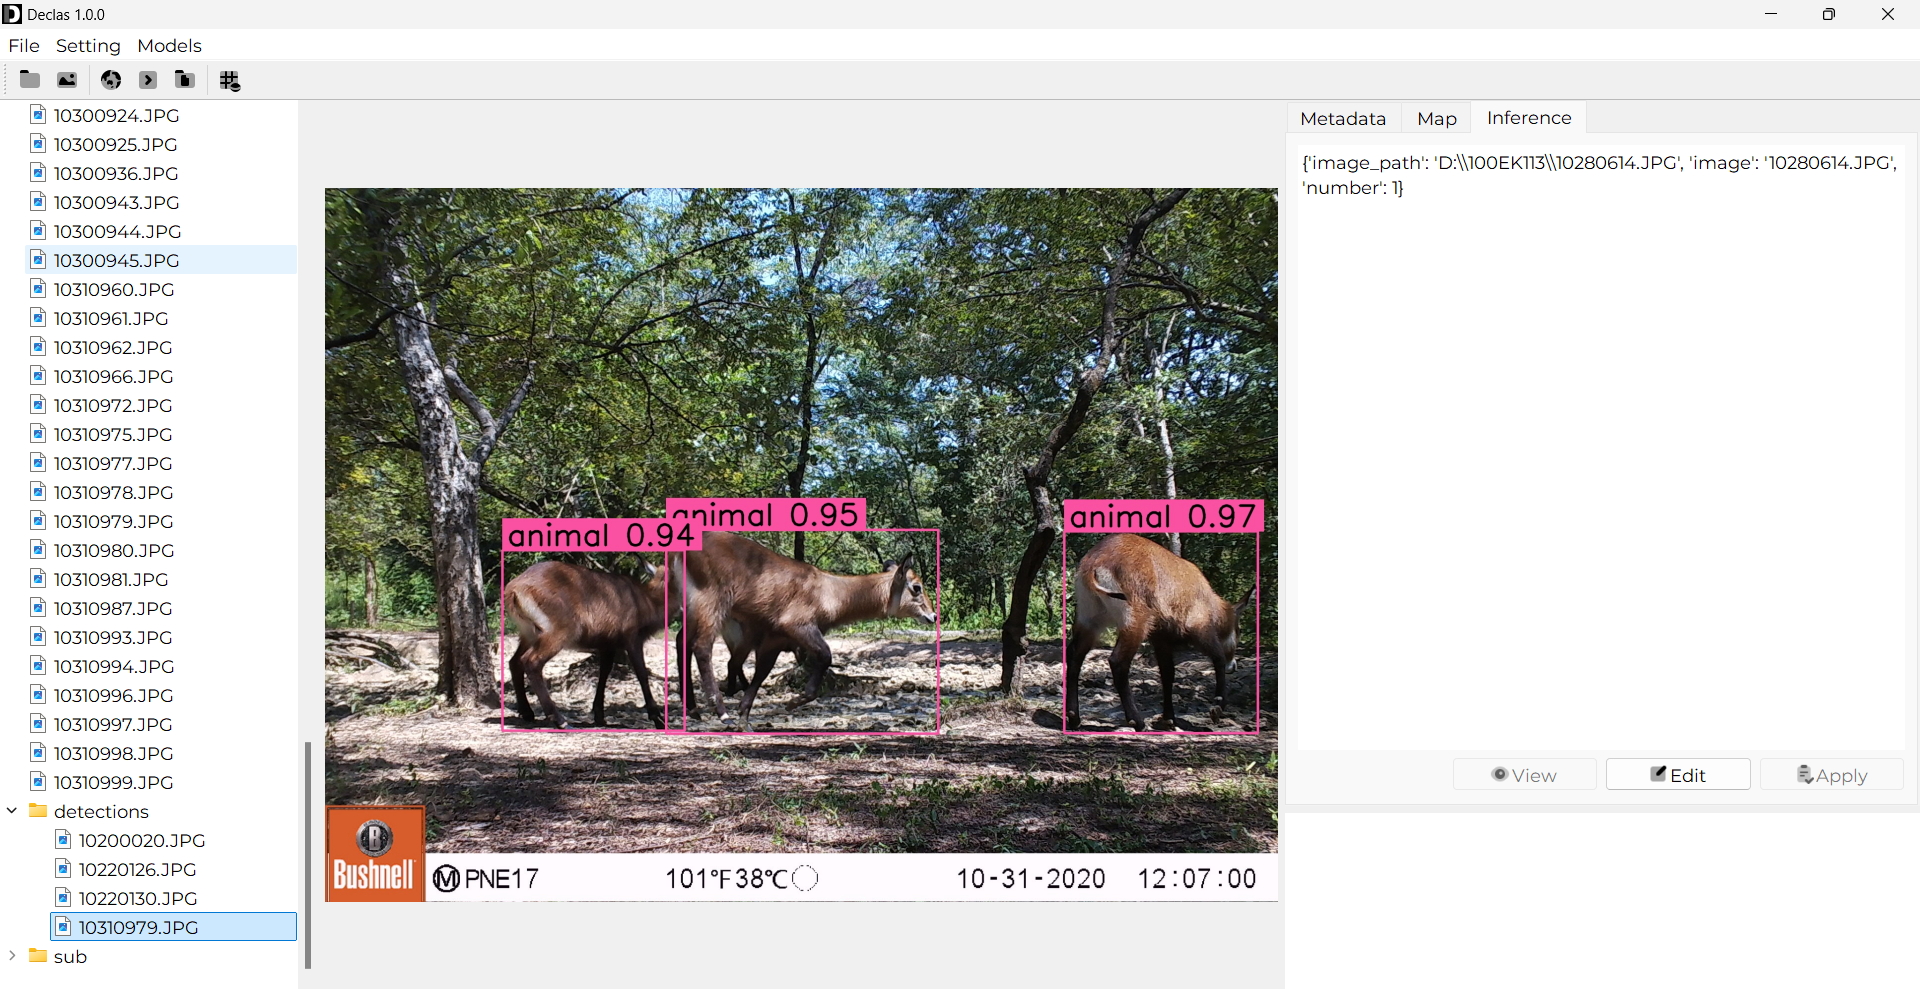 Declas 1.0.0
File Setting Models
10300924.JPG
10300925.JPG
10300936.JPG
10300943.JPG
10300944.JPG
10300945.JPG
10310960.JPG
10310961.JPG
10310962.JPG
10310966.JPG
10310972.JPG
10310975.JPG
10310977.JPG
10310978.JPG
10310979.JPG
10310980.JPG
10310981.JPG
10310987.JPG
10310993.JPG
10310994.JPG
10310996.JPG
10310997.JPG
10310998.JPG
10310999.JPG
detections
10200020.JPG
10220126.JPG
10220130.JPG
10310979.JPG
sub
animal 0.94
animal 0.95
animal 0.97
B
Bushnell
M PNE17 101°F38°C 10-31-2020 12:07:00
Metadata Map Inference
{'image_path': 'D:\\100EK113\\10280614.JPG', 'image': '10280614.JPG',
'number': 1}
View Edit Apply